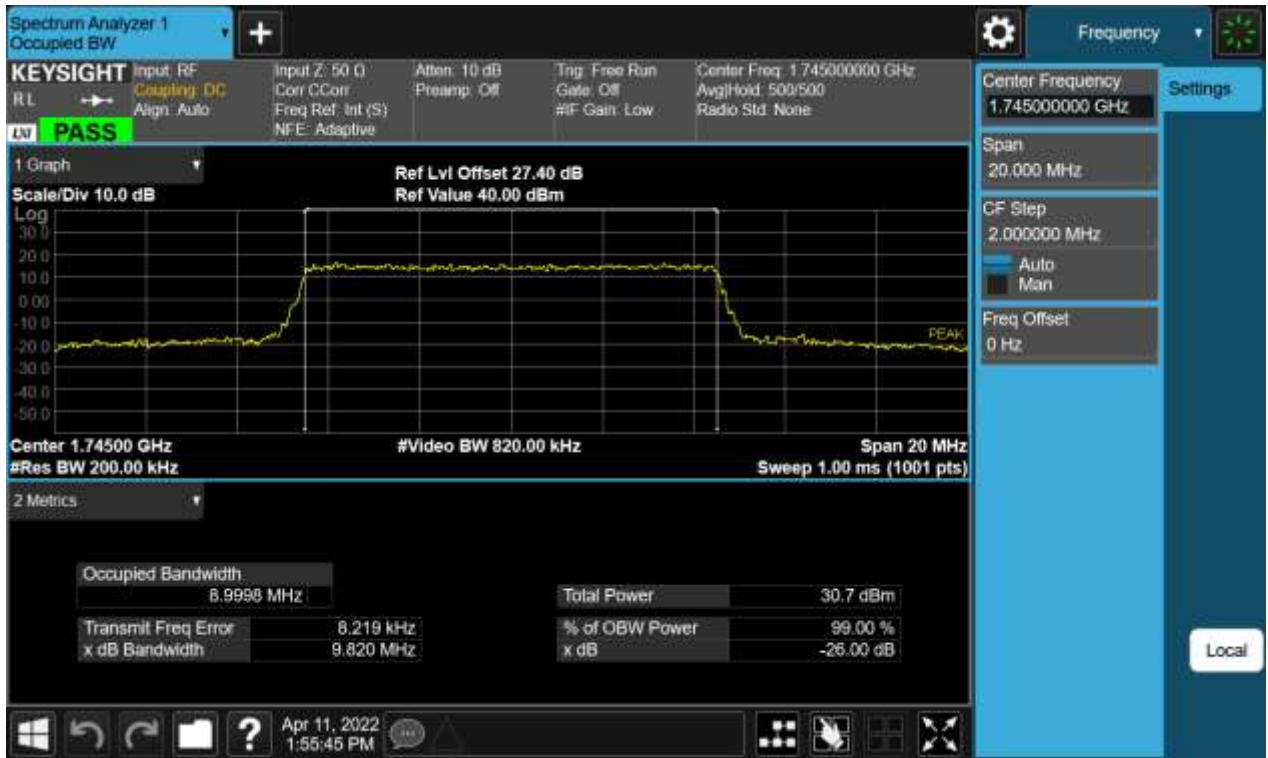 Spectrum Analyzer 1
Occupied BW
Frequency
KEYSIGHT
RL
LXI
PASS
Input: RF
Coupling: DC
Align: Auto
Input Z: 50 Ω
Corr CCorr
Freq Ref: Int (S)
NFE: Adaptive
Atten: 10 dB
Preamp: Off
Trig: Free Run
Gate: Off
#IF Gain: Low
Center Freq: 1.745000000 GHz
Avg|Hold: 500/500
Radio Std: None
Center Frequency
1.745000000 GHz
Settings
Span
20.000 MHz
CF Step
2.000000 MHz
Auto
Man
Freq Offset
0 Hz
Local
1 Graph
Scale/Div 10.0 dB
Ref Lvl Offset 27.40 dB
Ref Value 40.00 dBm
Log
30.0
20.0
10.0
0.00
-10.0
-20.0
-30.0
-40.0
-50.0
PEAK
Center 1.74500 GHz
#Video BW 820.00 kHz
Span 20 MHz
#Res BW 200.00 kHz
Sweep 1.00 ms (1001 pts)
2 Metrics
Occupied Bandwidth
8.9998 MHz
Total Power 30.7 dBm
Transmit Freq Error 8.219 kHz
% of OBW Power 99.00 %
x dB Bandwidth 9.820 MHz
x dB -26.00 dB
Apr 11, 2022
1:55:45 PM